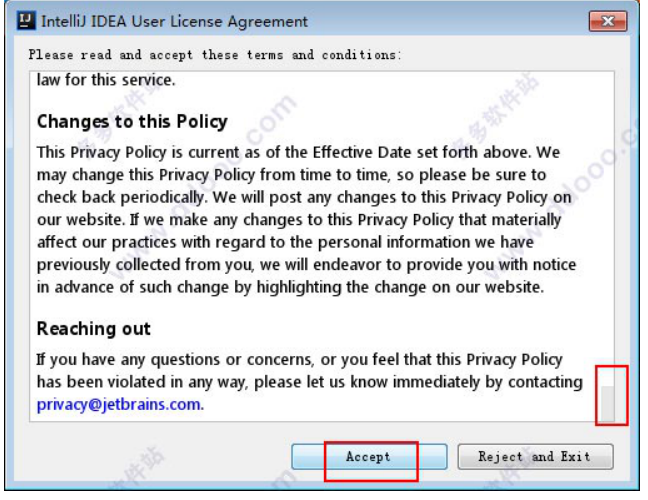 IntelliJ IDEA User License Agreement
Please read and accept these terms and conditions:
law for this service.
Changes to this Policy
This Privacy Policy is current as of the Effective Date set forth above. We
may change this Privacy Policy from time to time, so please be sure to
check back periodically. We will post any changes to this Privacy Policy on
our website. If we make any changes to this Privacy Policy that materially
affect our practices with regard to the personal information we have
previously collected from you, we will endeavor to provide you with notice
in advance of such change by highlighting the change on our website.
Reaching out
If you have any questions or concerns, or you feel that this Privacy Policy
has been violated in any way, please let us know immediately by contacting
privacy@jetbrains.com.
Accept
Reject and Exit